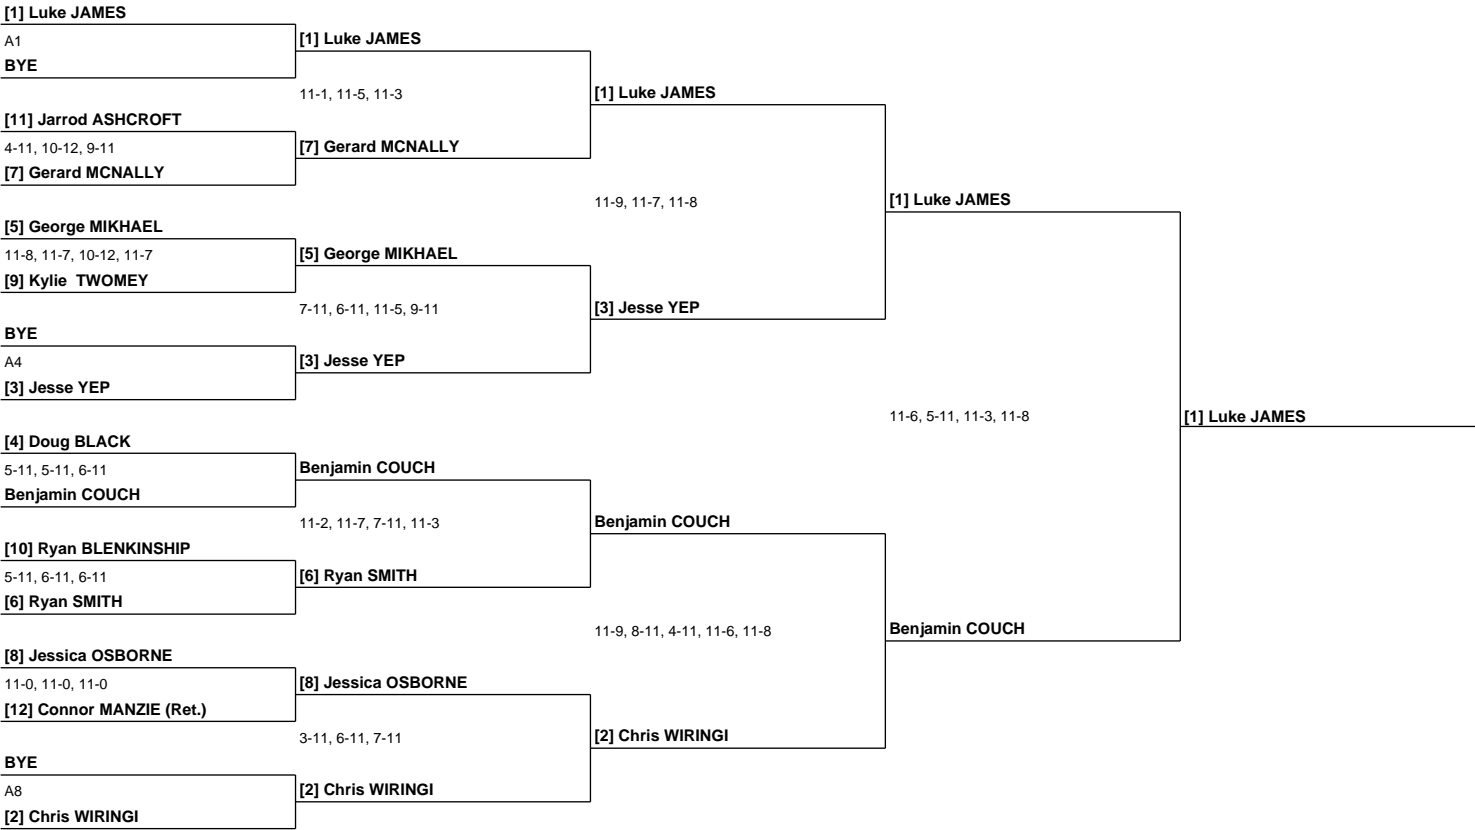 [1] Luke JAMES
A1
BYE
[11] Jarrod ASHCROFT
4-11, 10-12, 9-11
[7] Gerard MCNALLY
[5] George MIKHAEL
11-8, 11-7, 10-12, 11-7
[9] Kylie  TWOMEY
BYE
A4
[3] Jesse YEP
[4] Doug BLACK
5-11, 5-11, 6-11
Benjamin COUCH
[10] Ryan BLENKINSHIP
5-11, 6-11, 6-11
[6] Ryan SMITH
[8] Jessica OSBORNE
11-0, 11-0, 11-0
[12] Connor MANZIE (Ret.)
BYE
A8
[2] Chris WIRINGI
[1] Luke JAMES
11-1, 11-5, 11-3
[7] Gerard MCNALLY
[5] George MIKHAEL
7-11, 6-11, 11-5, 9-11
[3] Jesse YEP
Benjamin COUCH
11-2, 11-7, 7-11, 11-3
[6] Ryan SMITH
[8] Jessica OSBORNE
3-11, 6-11, 7-11
[2] Chris WIRINGI
[1] Luke JAMES
11-9, 11-7, 11-8
[3] Jesse YEP
Benjamin COUCH
11-9, 8-11, 4-11, 11-6, 11-8
[2] Chris WIRINGI
[1] Luke JAMES
11-6, 5-11, 11-3, 11-8
Benjamin COUCH
[1] Luke JAMES